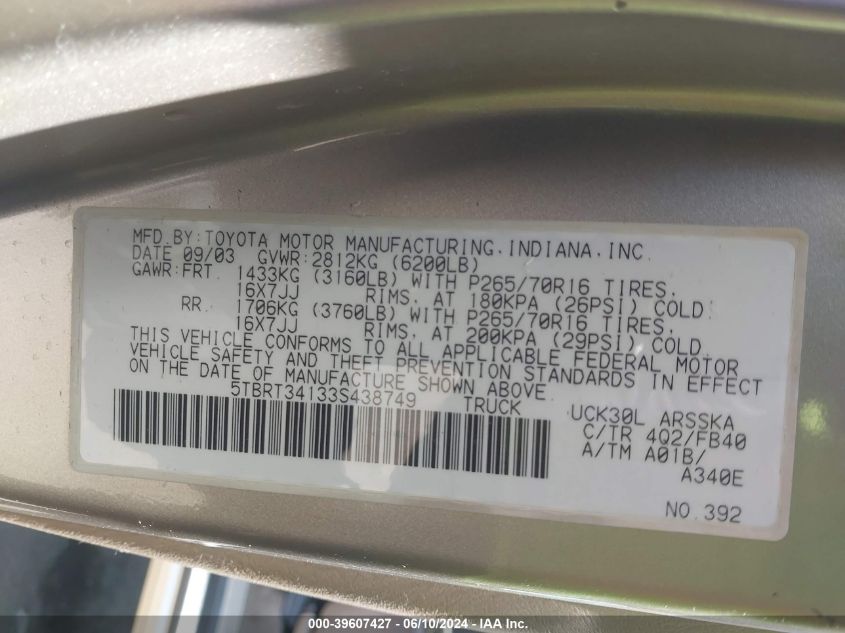 MFD.BY:TOYOTA MOTOR MANUFACTURING.INDIANA.INC.
DATE 09/03 GVWR:2812KG (6200LB)
GAWR:FRT. 1433KG (3160LB) WITH P265/70R16 TIRES.
16X7JJ RIMS. AT 180KPA (26PSI) COLD.
RR. 1706KG (3760LB) WITH P265/70R16 TIRES.
16X7JJ RIMS. AT 200KPA (29PSI) COLD.
THIS VEHICLE CONFORMS TO ALL APPLICABLE FEDERAL MOTOR
VEHICLE SAFETY AND THEFT PREVENTION STANDARDS IN EFFECT
ON THE DATE OF MANUFACTURE SHOWN ABOVE.
5TBRT34133S438749 TRUCK
UCK30L ARSSKA
C/TR 4Q2/FB40
A/TM A01B/
A340E
NO.392
000-39607427 - 06/10/2024 - IAA Inc.